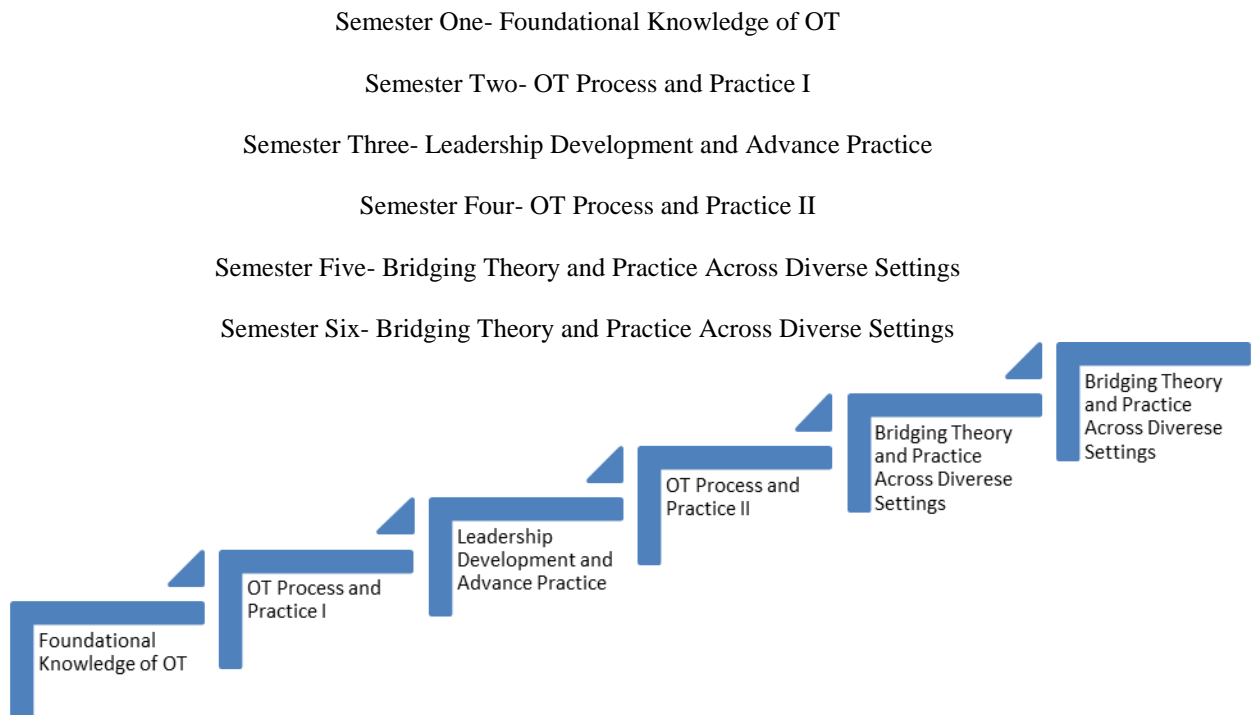 Semester One- Foundational Knowledge of OT
Semester Two- OT Process and Practice I
Semester Three- Leadership Development and Advance Practice
Semester Four- OT Process and Practice II
Semester Five- Bridging Theory and Practice Across Diverse Settings
Semester Six- Bridging Theory and Practice Across Diverse Settings
Foundational
Knowledge of OT
OT Process and
Practice I
Leadership
Development and
Advance Practice
OT Process and
Practice II
Bridging Theory
and Practice
Across Diverese
Settings
Bridging Theory
and Practice
Across Diverese
Settings